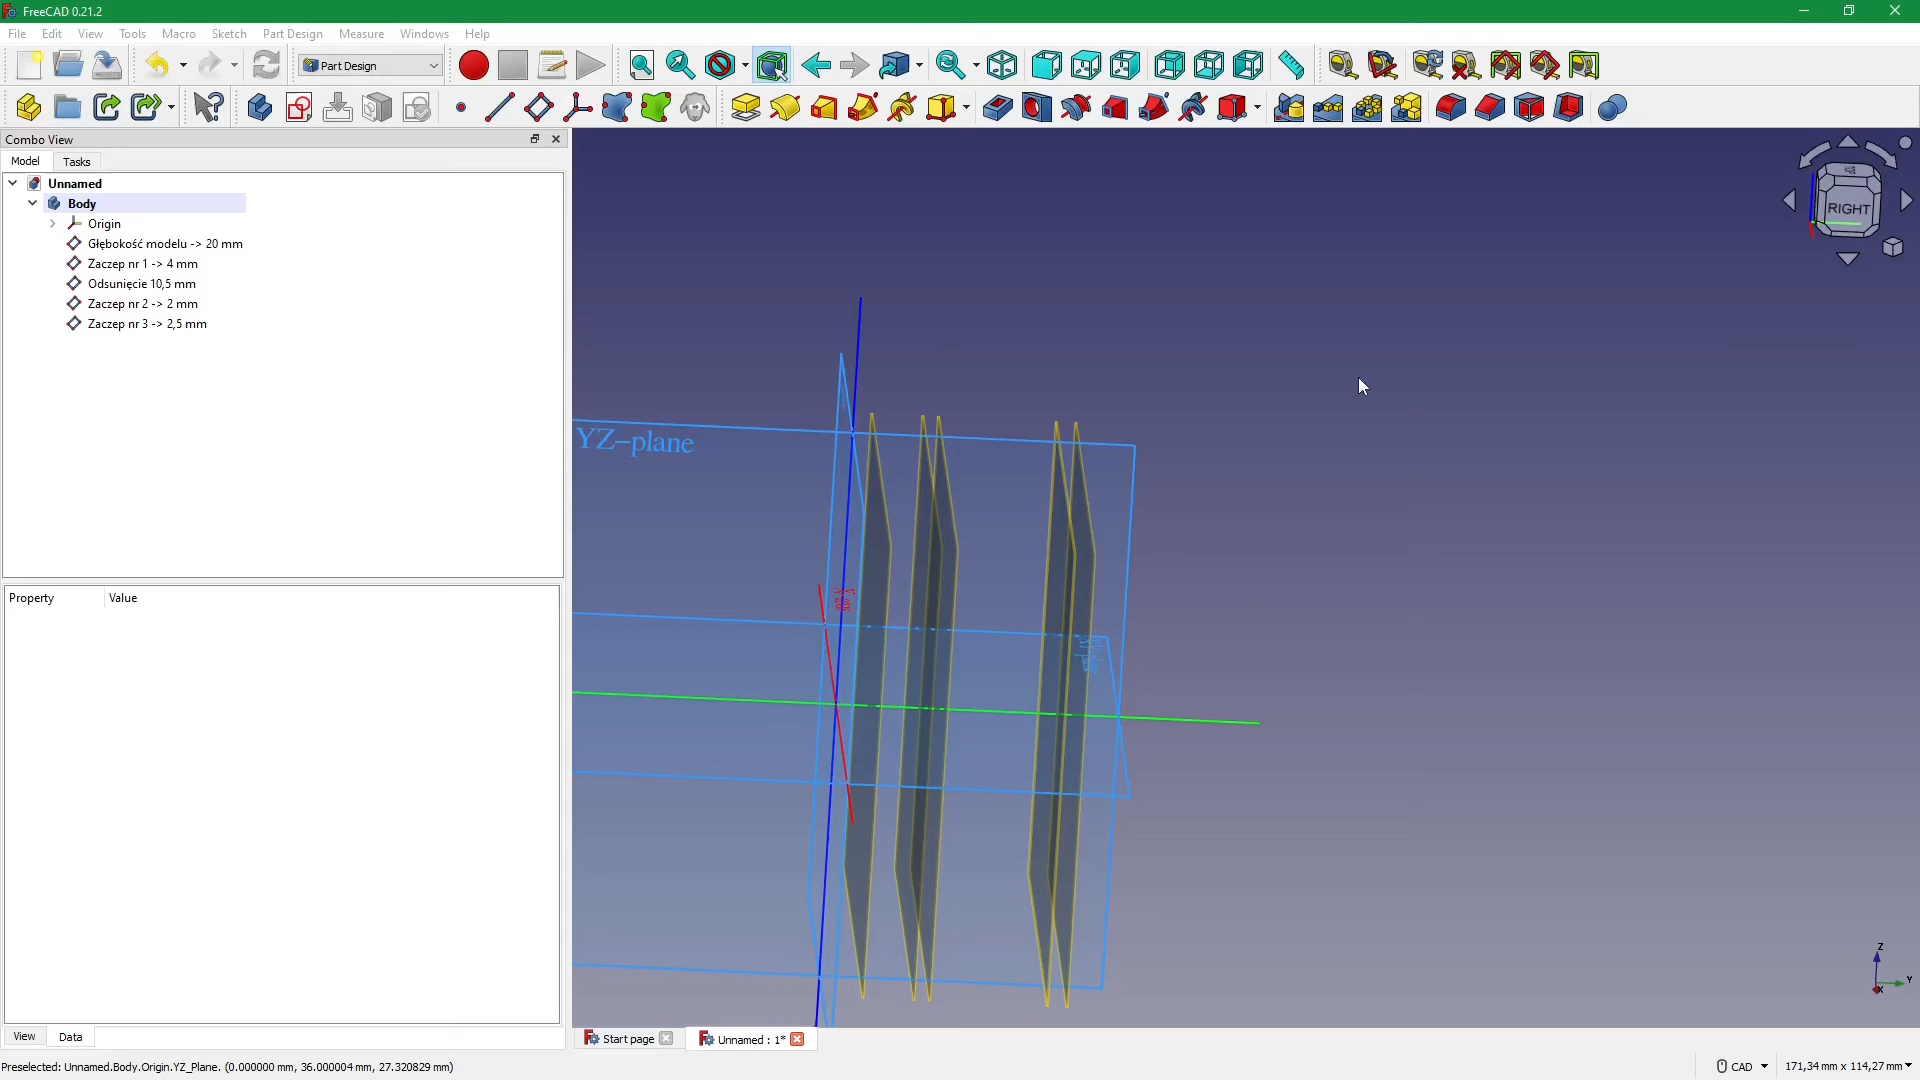 FreeCAD 0.21.2
File Edit View Tools Macro Sketch Part Design Measure Windows Help
Part Design
Combo View
Model Tasks
Unnamed
Body
Origin
Głębokość modelu -> 20 mm
Zaczep nr 1 -> 4 mm
Odsunięcie 10,5 mm
Zaczep nr 2 -> 2 mm
Zaczep nr 3 -> 2,5 mm
RIGHT
YZ-plane
Property Value
Z
Y
X
View Data
Start page Unnamed : 1*
Preselected: Unnamed.Body.Origin.YZ_Plane. (0.000000 mm, 36.000004 mm, 27.320829 mm)
CAD 171,34 mm x 114,27 mm